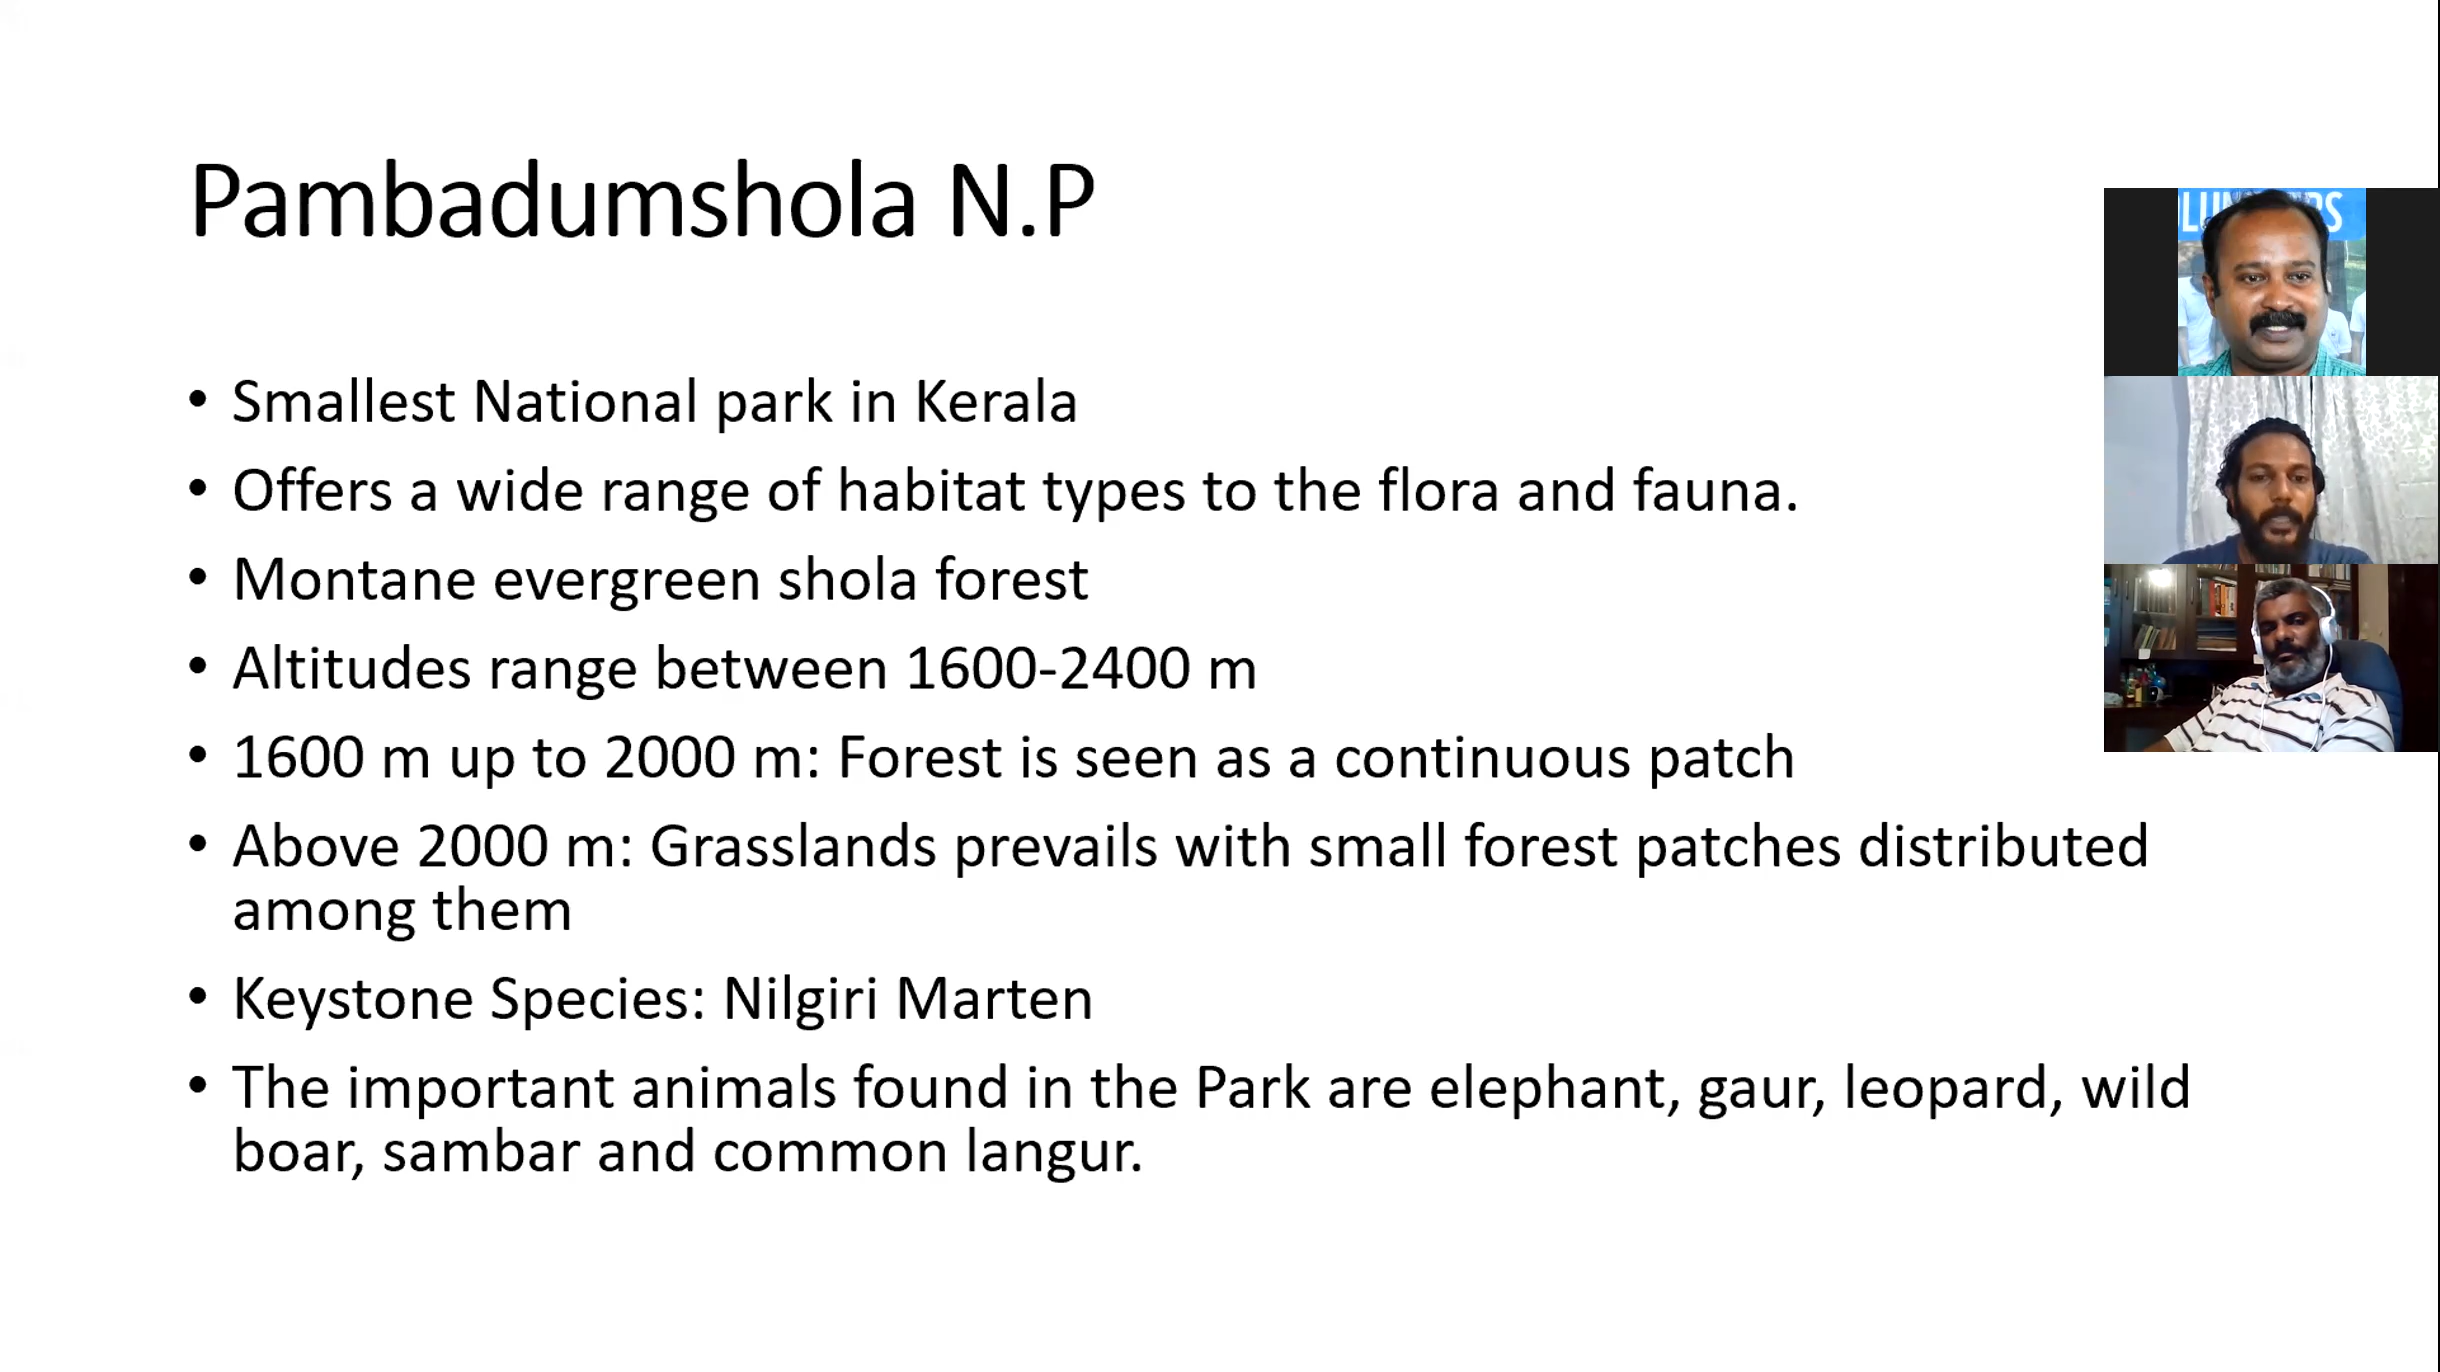 Pambadumshola N.P
• Smallest National park in Kerala
• Offers a wide range of habitat types to the flora and fauna.
• Montane evergreen shola forest
• Altitudes range between 1600-2400 m
• 1600 m up to 2000 m: Forest is seen as a continuous patch
• Above 2000 m: Grasslands prevails with small forest patches distributed
among them
• Keystone Species: Nilgiri Marten
• The important animals found in the Park are elephant, gaur, leopard, wild
boar, sambar and common langur.